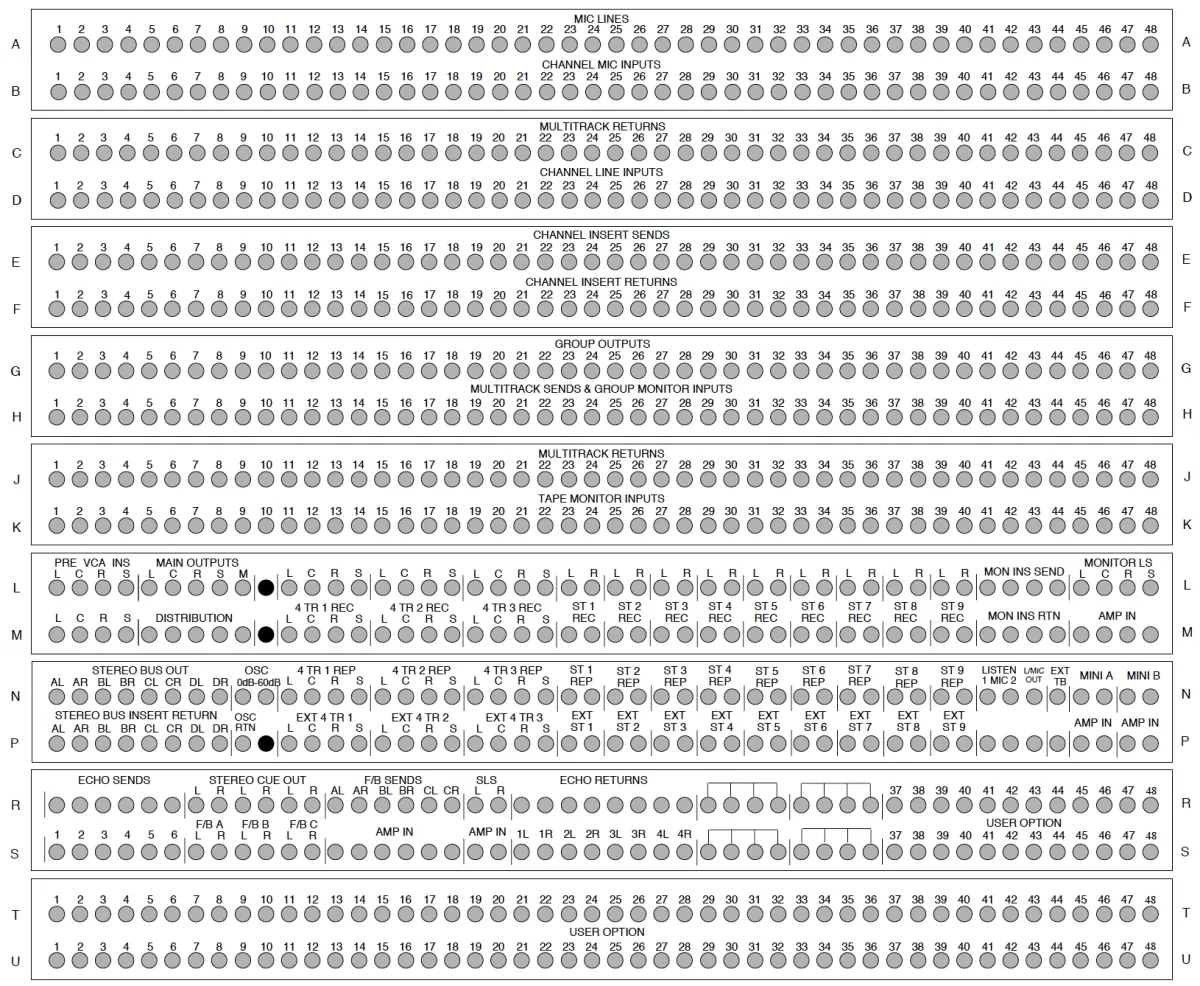 MIC LINES
1 2 3 4 5 6 7 8 9 10 11 12 13 14 15 16 17 18 19 20 21 22 23 24 25 26 27 28 29 30 31 32 33 34 35 36 37 38 39 40 41 42 43 44 45 46 47 48
A A
CHANNEL MIC INPUTS
1 2 3 4 5 6 7 8 9 10 11 12 13 14 15 16 17 18 19 20 21 22 23 24 25 26 27 28 29 30 31 32 33 34 35 36 37 38 39 40 41 42 43 44 45 46 47 48
B B
MULTITRACK RETURNS
1 2 3 4 5 6 7 8 9 10 11 12 13 14 15 16 17 18 19 20 21 22 23 24 25 26 27 28 29 30 31 32 33 34 35 36 37 38 39 40 41 42 43 44 45 46 47 48
C C
CHANNEL LINE INPUTS
1 2 3 4 5 6 7 8 9 10 11 12 13 14 15 16 17 18 19 20 21 22 23 24 25 26 27 28 29 30 31 32 33 34 35 36 37 38 39 40 41 42 43 44 45 46 47 48
D D
CHANNEL INSERT SENDS
1 2 3 4 5 6 7 8 9 10 11 12 13 14 15 16 17 18 19 20 21 22 23 24 25 26 27 28 29 30 31 32 33 34 35 36 37 38 39 40 41 42 43 44 45 46 47 48
E E
CHANNEL INSERT RETURNS
1 2 3 4 5 6 7 8 9 10 11 12 13 14 15 16 17 18 19 20 21 22 23 24 25 26 27 28 29 30 31 32 33 34 35 36 37 38 39 40 41 42 43 44 45 46 47 48
F F
GROUP OUTPUTS
1 2 3 4 5 6 7 8 9 10 11 12 13 14 15 16 17 18 19 20 21 22 23 24 25 26 27 28 29 30 31 32 33 34 35 36 37 38 39 40 41 42 43 44 45 46 47 48
G G
MULTITRACK SENDS & GROUP MONITOR INPUTS
1 2 3 4 5 6 7 8 9 10 11 12 13 14 15 16 17 18 19 20 21 22 23 24 25 26 27 28 29 30 31 32 33 34 35 36 37 38 39 40 41 42 43 44 45 46 47 48
H H
MULTITRACK RETURNS
1 2 3 4 5 6 7 8 9 10 11 12 13 14 15 16 17 18 19 20 21 22 23 24 25 26 27 28 29 30 31 32 33 34 35 36 37 38 39 40 41 42 43 44 45 46 47 48
J J
TAPE MONITOR INPUTS
1 2 3 4 5 6 7 8 9 10 11 12 13 14 15 16 17 18 19 20 21 22 23 24 25 26 27 28 29 30 31 32 33 34 35 36 37 38 39 40 41 42 43 44 45 46 47 48
K K
PRE VCA INS MAIN OUTPUTS MON INS SEND MONITOR LS
L C R S L C R S M L C R S L C R S L C R S L R L R L R L R L R L R L R L R L R L C R S
L L
4 TR 1 REC 4 TR 2 REC 4 TR 3 REC ST 1 ST 2 ST 3 ST 4 ST 5 ST 6 ST 7 ST 8 ST 9
L C R S DISTRIBUTION L C R S L C R S L C R S REC REC REC REC REC REC REC REC REC MON INS RTN AMP IN
M M
STEREO BUS OUT OSC 4 TR 1 REP 4 TR 2 REP 4 TR 3 REP ST 1 ST 2 ST 3 ST 4 ST 5 ST 6 ST 7 ST 8 ST 9 LISTEN L/MIC EXT MINI A MINI B
AL AR BL BR CL CR DL DR 0dB-60dB L C R S L C R S L C R S REP REP REP REP REP REP REP REP REP 1 MIC 2 OUT TB
N N
STEREO BUS INSERT RETURN OSC EXT 4 TR 1 EXT 4 TR 2 EXT 4 TR 3 EXT EXT EXT EXT EXT EXT EXT EXT EXT AMP IN AMP IN
AL AR BL BR CL CR DL DR RTN L C R S L C R S L C R S ST 1 ST 2 ST 3 ST 4 ST 5 ST 6 ST 7 ST 8 ST 9
P P
ECHO SENDS STEREO CUE OUT F/B SENDS SLS ECHO RETURNS
L R L R L R AL AR BL BR CL CR L R 37 38 39 40 41 42 43 44 45 46 47 48
R R
F/B A F/B B F/B C USER OPTION
1 2 3 4 5 6 L R L R L R AMP IN AMP IN 1L 1R 2L 2R 3L 3R 4L 4R 37 38 39 40 41 42 43 44 45 46 47 48
S S
1 2 3 4 5 6 7 8 9 10 11 12 13 14 15 16 17 18 19 20 21 22 23 24 25 26 27 28 29 30 31 32 33 34 35 36 37 38 39 40 41 42 43 44 45 46 47 48
T T
USER OPTION
1 2 3 4 5 6 7 8 9 10 11 12 13 14 15 16 17 18 19 20 21 22 23 24 25 26 27 28 29 30 31 32 33 34 35 36 37 38 39 40 41 42 43 44 45 46 47 48
U U